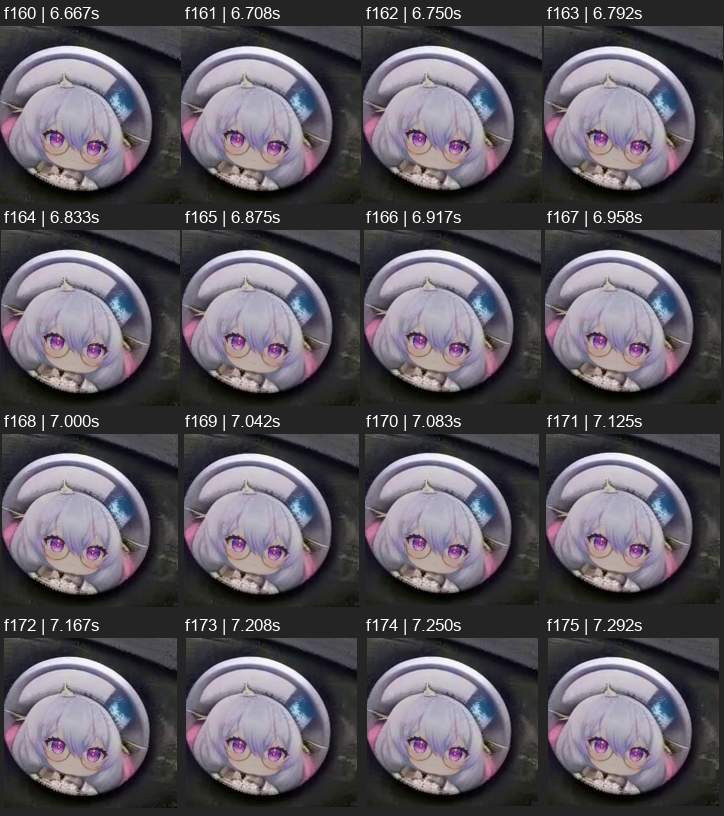 f160 | 6.667s f161 | 6.708s f162 | 6.750s f163 | 6.792s
f164 | 6.833s f165 | 6.875s f166 | 6.917s f167 | 6.958s
f168 | 7.000s f169 | 7.042s f170 | 7.083s f171 | 7.125s
f172 | 7.167s f173 | 7.208s f174 | 7.250s f175 | 7.292s